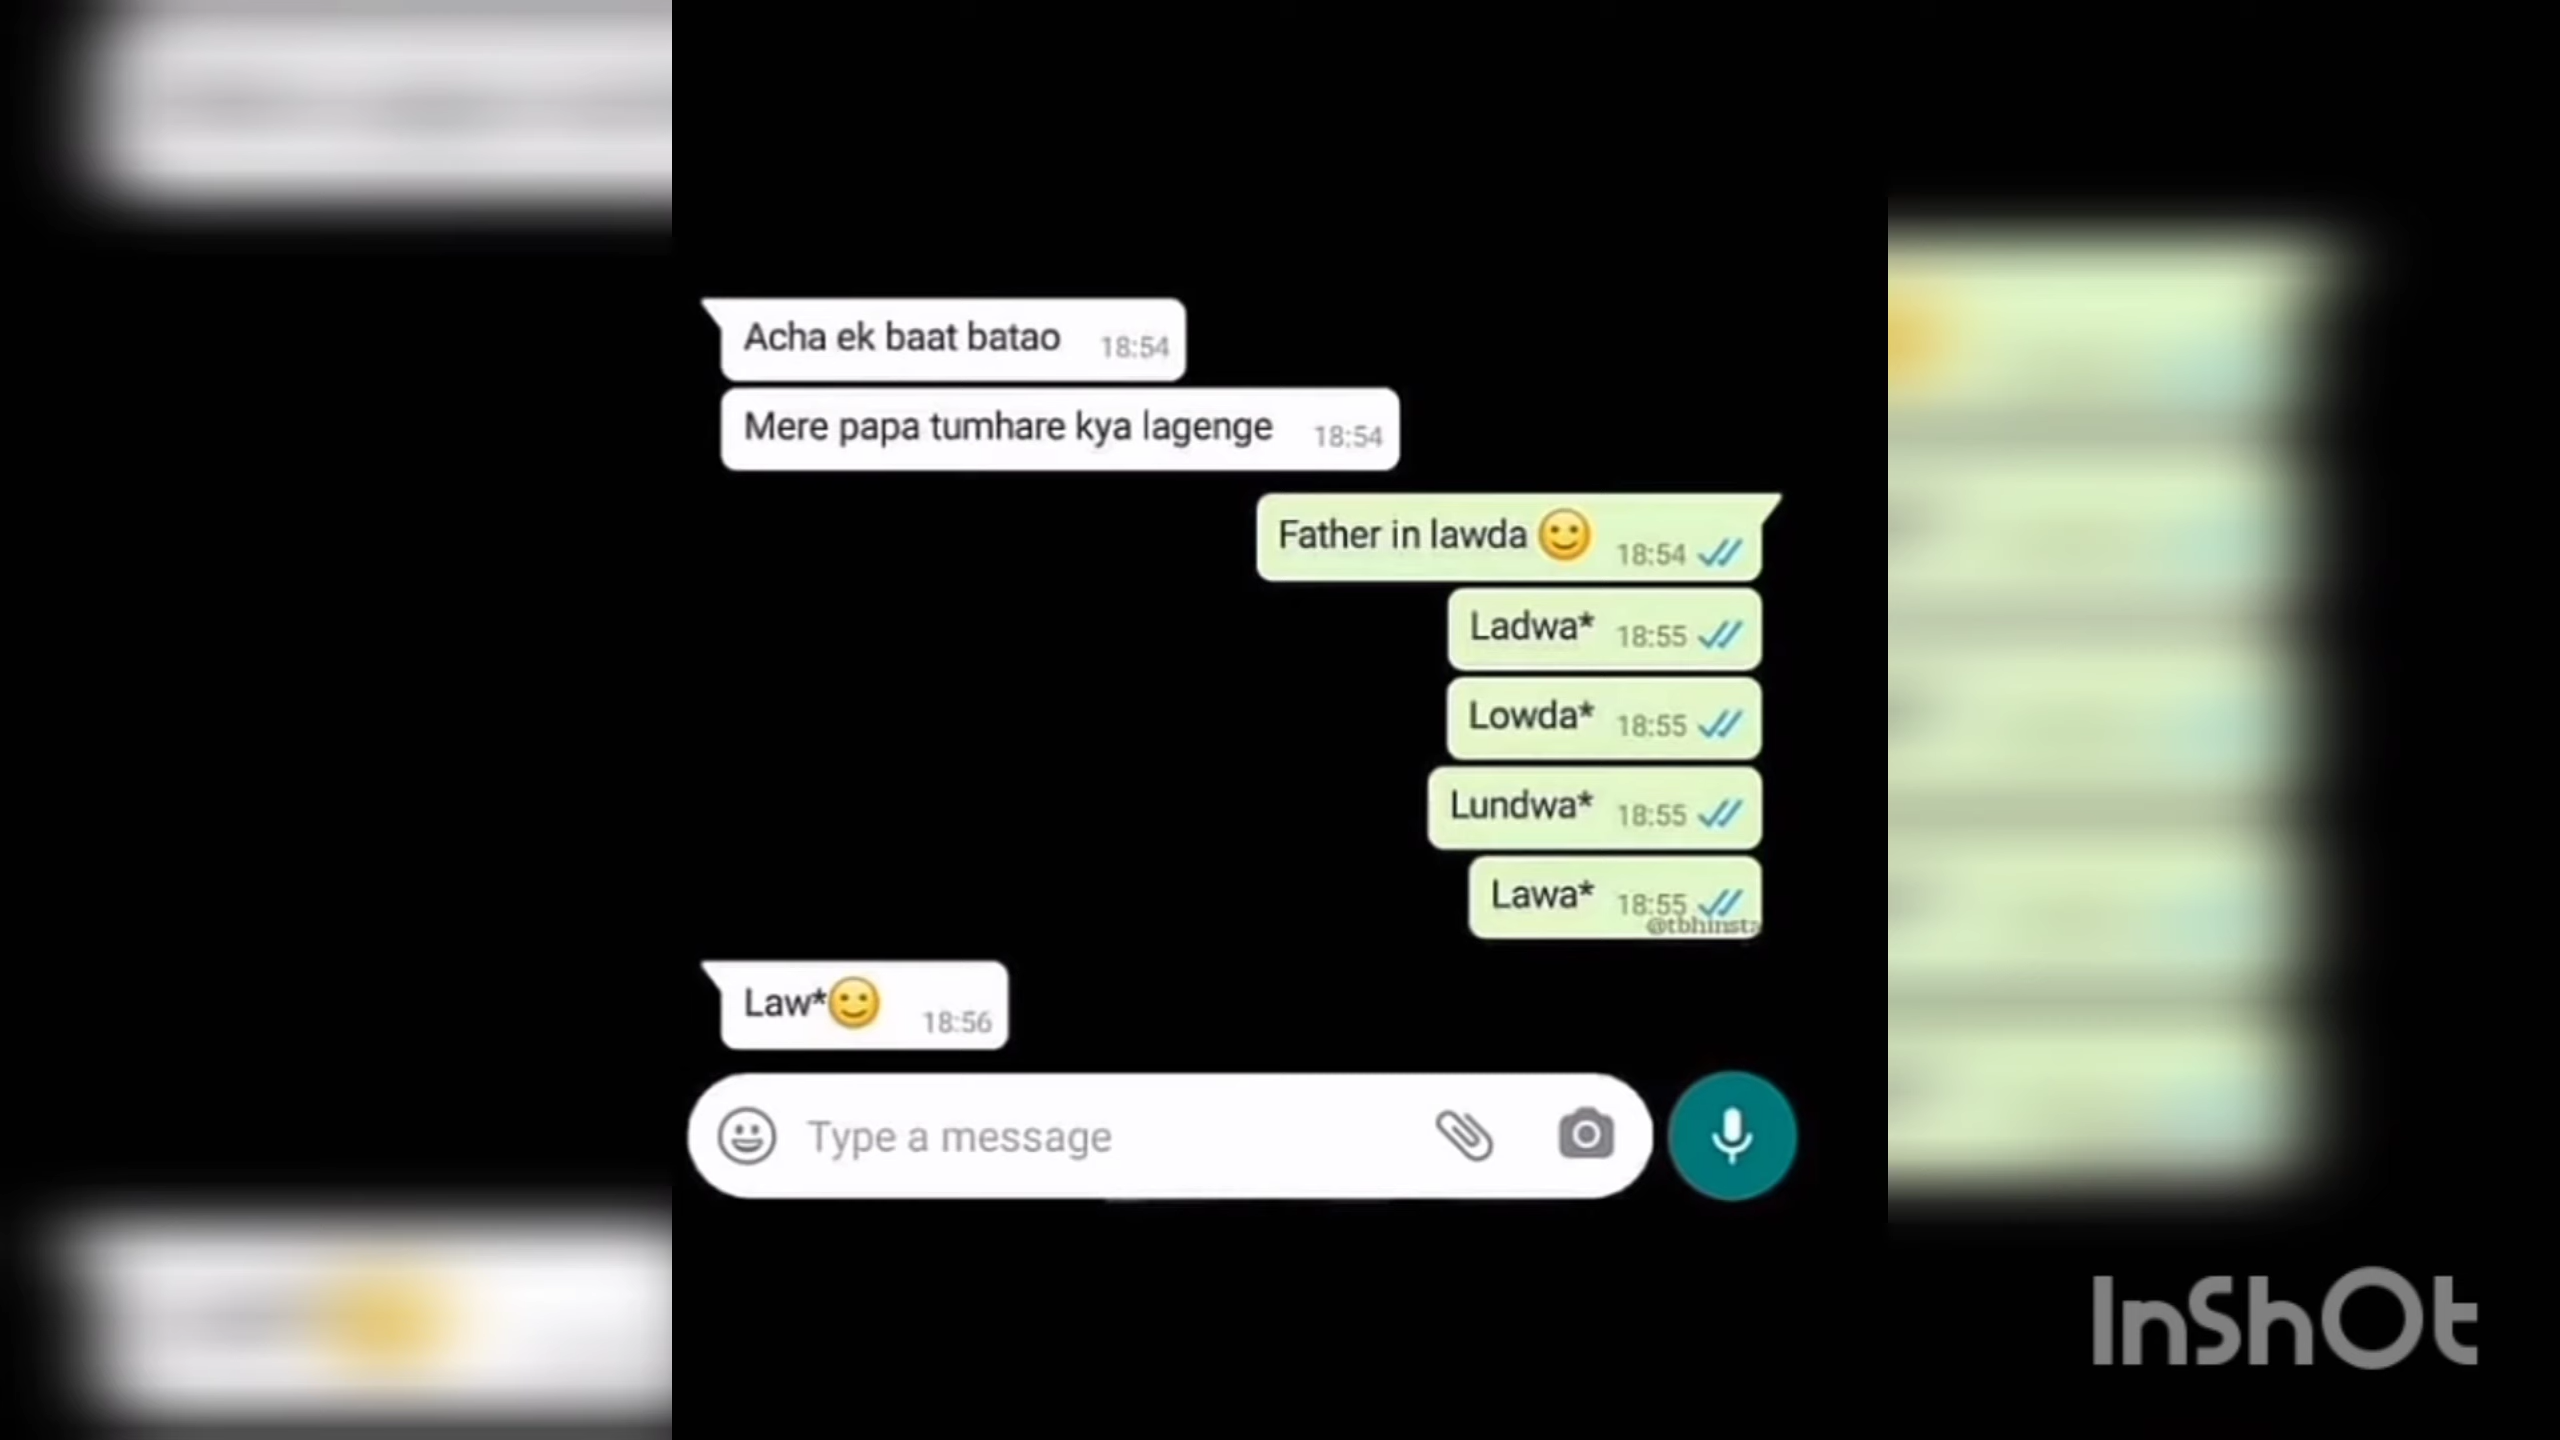 Acha ek baat batao 18:54
Mere papa tumhare kya lagenge 18:54
Father in lawda 🙂 18:54
Ladwa* 18:55
Lowda* 18:55
Lundwa* 18:55
Lawa* 18:55
@tbhinsta
Law*🙂 18:56
Type a message
InShOt